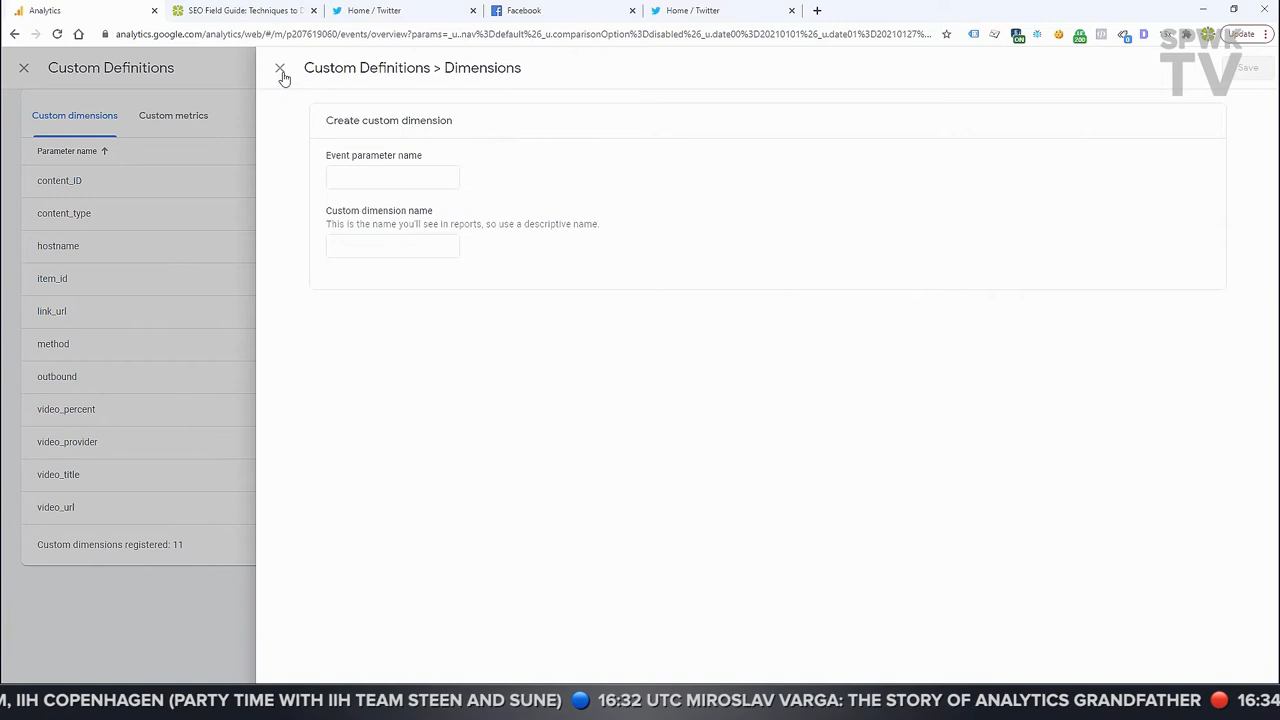 Analytics
SEO Field Guide: Techniques to D
Home / Twitter
Facebook
Home / Twitter
analytics.google.com/analytics/web/#/m/p207619060/events/overview?params=_u.nav%3Ddefault%26_u.comparisonOption%3Ddisabled%26_u.date00%3D20210101%26_u.date01%3D20210127%...
ON
200
Update
SPWK
TV
Custom Definitions
Custom Definitions > Dimensions
Save
Custom dimensions
Custom metrics
Parameter name
content_ID
content_type
hostname
item_id
link_url
method
outbound
video_percent
video_provider
video_title
video_url
Custom dimensions registered: 11
Create custom dimension
Event parameter name
Custom dimension name
This is the name you'll see in reports, so use a descriptive name.
M, IIH COPENHAGEN (PARTY TIME WITH IIH TEAM STEEN AND SUNE) 16:32 UTC MIROSLAV VARGA: THE STORY OF ANALYTICS GRANDFATHER 16:34